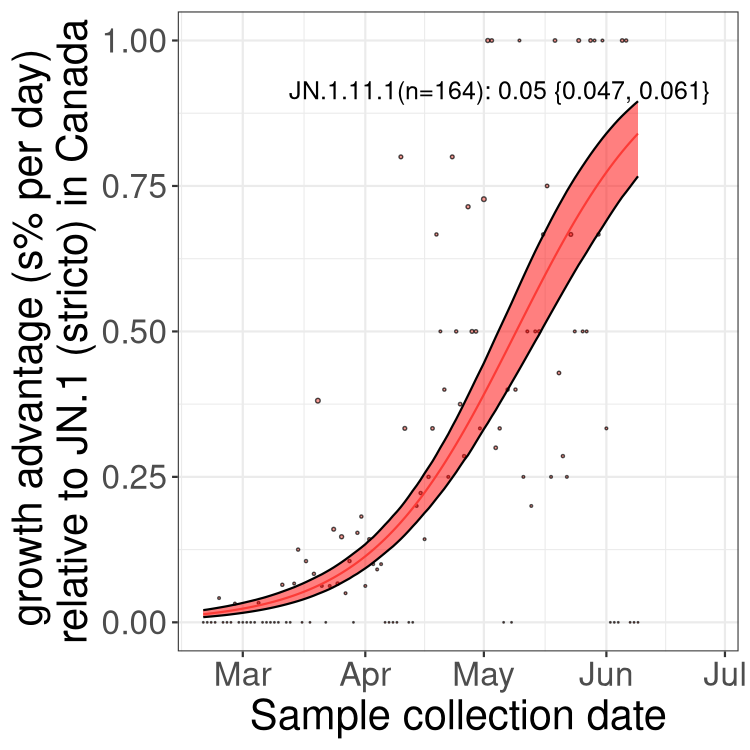 growth advantage (s% per day)
relative to JN.1 (stricto) in Canada
1.00
0.75
0.50
0.25
0.00
JN.1.11.1(n=164): 0.05 {0.047, 0.061}
Mar Apr May Jun Jul
Sample collection date